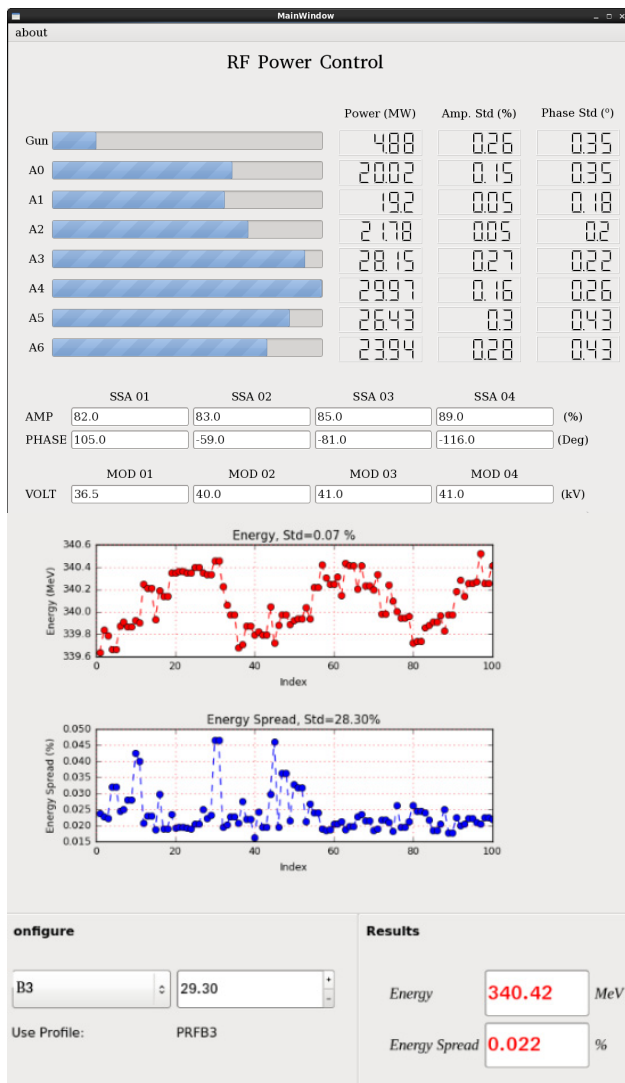 MainWindow
about
RF Power Control
Power (MW) Amp. Std (%) Phase Std (º)
Gun 4.88 0.26 0.35
A0 20.02 0.15 0.35
A1 19.2 0.05 0.18
A2 21.78 0.05 0.2
A3 28.15 0.27 0.22
A4 29.97 0.16 0.26
A5 26.43 0.3 0.43
A6 23.94 0.28 0.43
SSA 01 SSA 02 SSA 03 SSA 04
AMP 82.0 83.0 85.0 89.0 (%)
PHASE 105.0 -59.0 -81.0 -116.0 (Deg)
MOD 01 MOD 02 MOD 03 MOD 04
VOLT 36.5 40.0 41.0 41.0 (kV)
Energy, Std=0.07 %
Energy (MeV)
340.6
340.4
340.2
340.0
339.8
339.6
0 20 40 60 80 100
Index
Energy Spread, Std=28.30%
Energy Spread (%)
0.050
0.045
0.040
0.035
0.030
0.025
0.020
0.015
0 20 40 60 80 100
Index
onfigure
B3 29.30
Use Profile: PRFB3
Results
Energy 340.42 MeV
Energy Spread 0.022 %